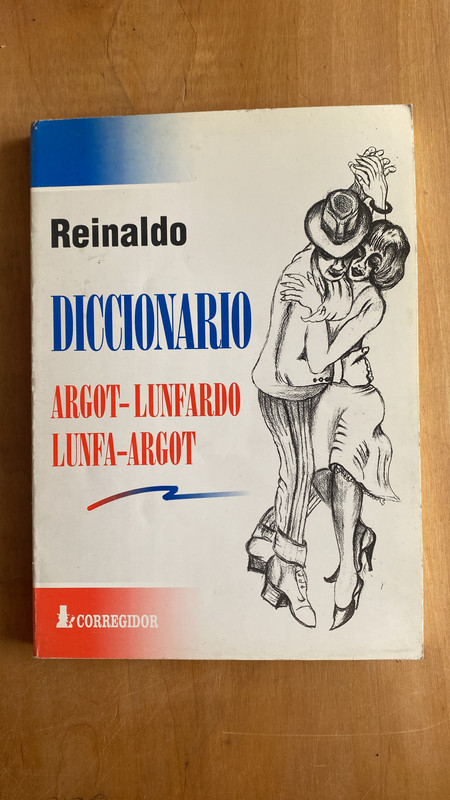 Reinaldo
DICCIONARIO
ARGOT-LUNFARDO
LUNFA-ARGOT
CORREGIDOR